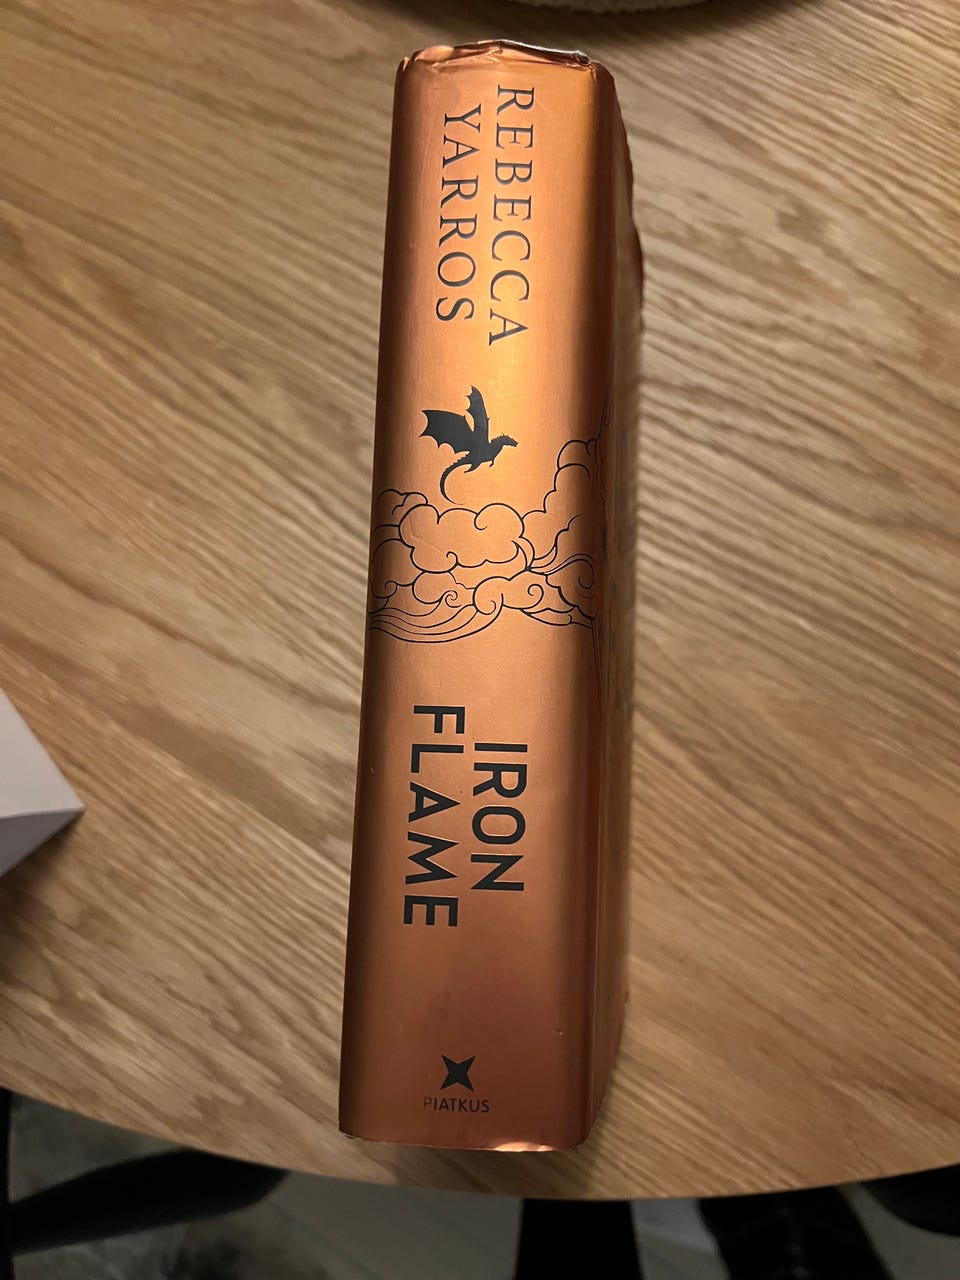 REBECCA
YARROS
IRON
FLAME
PIATKUS